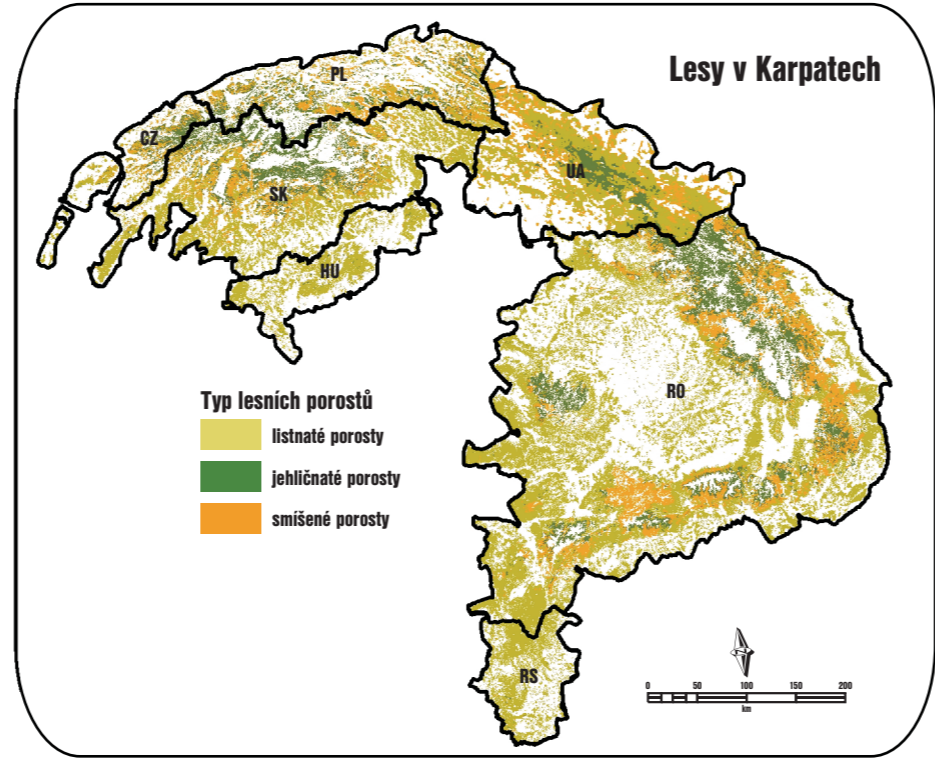 Lesy v Karpatech
PL
CZ
UA
SK
HU
RO
Typ lesních porostů
listnaté porosty
jehličnaté porosty
smíšené porosty
RS
0 50 100 150 200
km